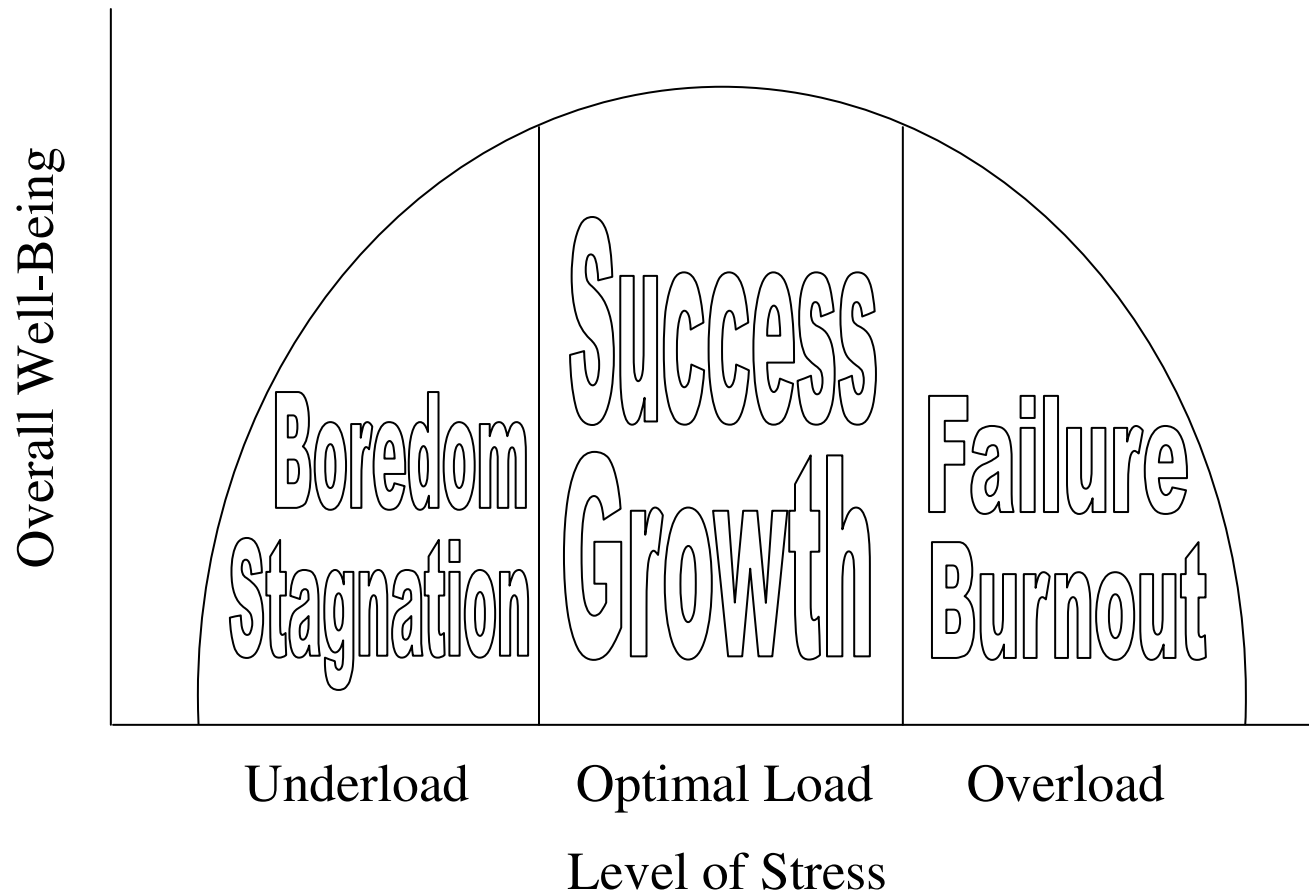 Overall Well-Being
Boredom
Stagnation
Success
Growth
Failure
Burnout
Underload
Optimal Load
Overload
Level of Stress